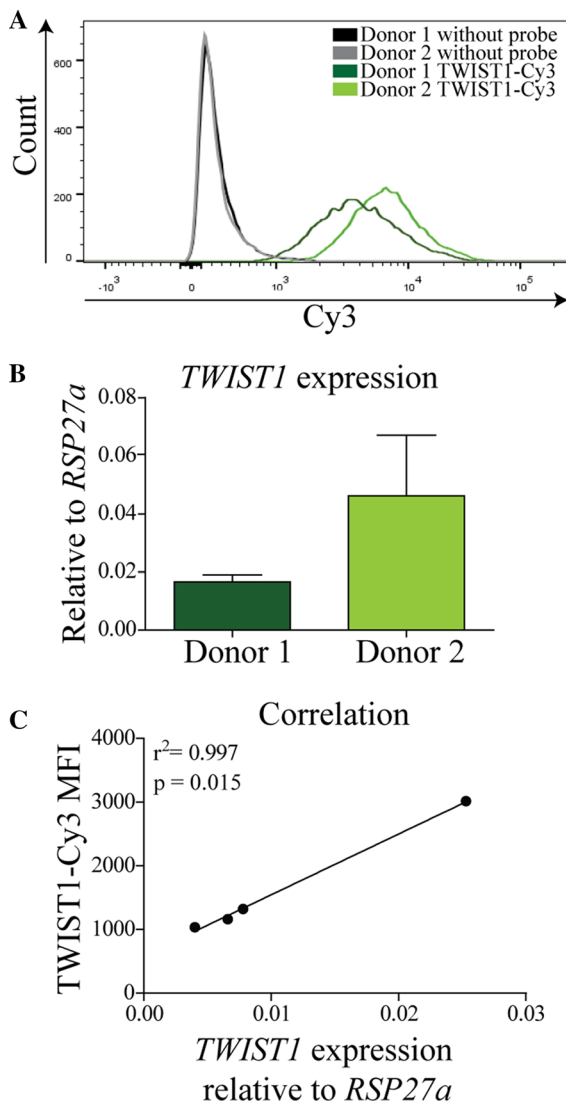 A
Donor 1 without probe
Donor 2 without probe
Donor 1 TWIST1-Cy3
Donor 2 TWIST1-Cy3
Count
600
400
200
0
-10³
0
10³
10⁴
10⁵
Cy3
B
TWIST1 expression
Relative to RSP27a
0.08
0.06
0.04
0.02
0.00
Donor 1
Donor 2
C
Correlation
r²= 0.997
p = 0.015
TWIST1-Cy3 MFI
4000
3000
2000
1000
0
0.00
0.01
0.02
0.03
TWIST1 expression
relative to RSP27a